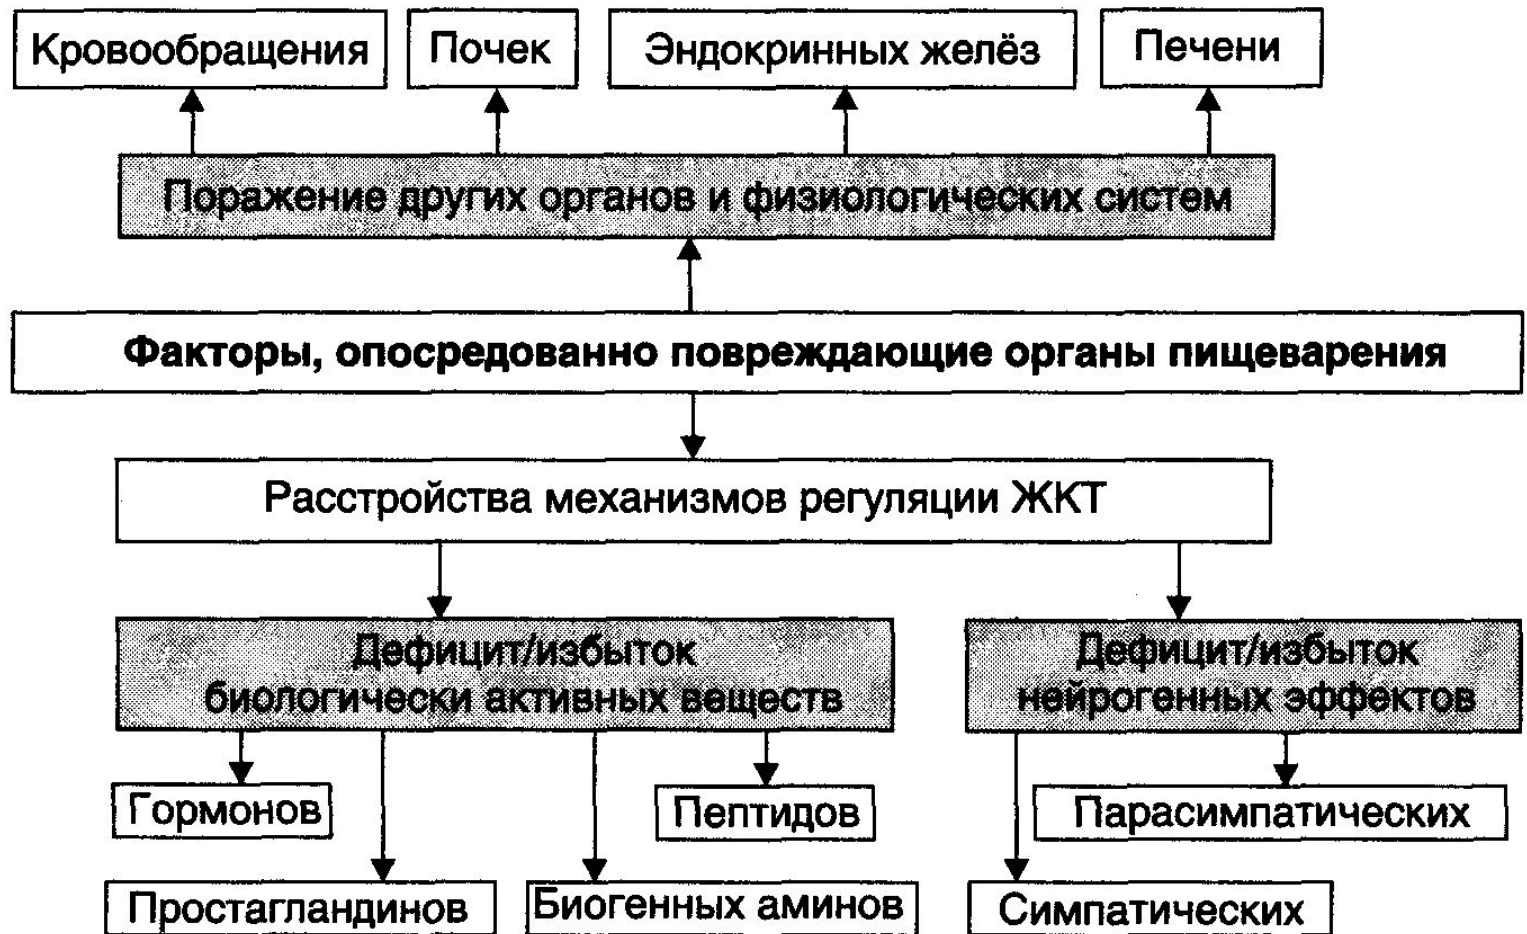 Кровообращения
Почек
Эндокринных желёз
Печени
Поражение других органов и физиологических систем
Факторы, опосредованно повреждающие органы пищеварения
Расстройства механизмов регуляции ЖКТ
Дефицит/избыток
биологически активных веществ
Дефицит/избыток
нейрогенных эффектов
Гормонов
Пептидов
Парасимпатических
Простагландинов
Биогенных аминов
Симпатических